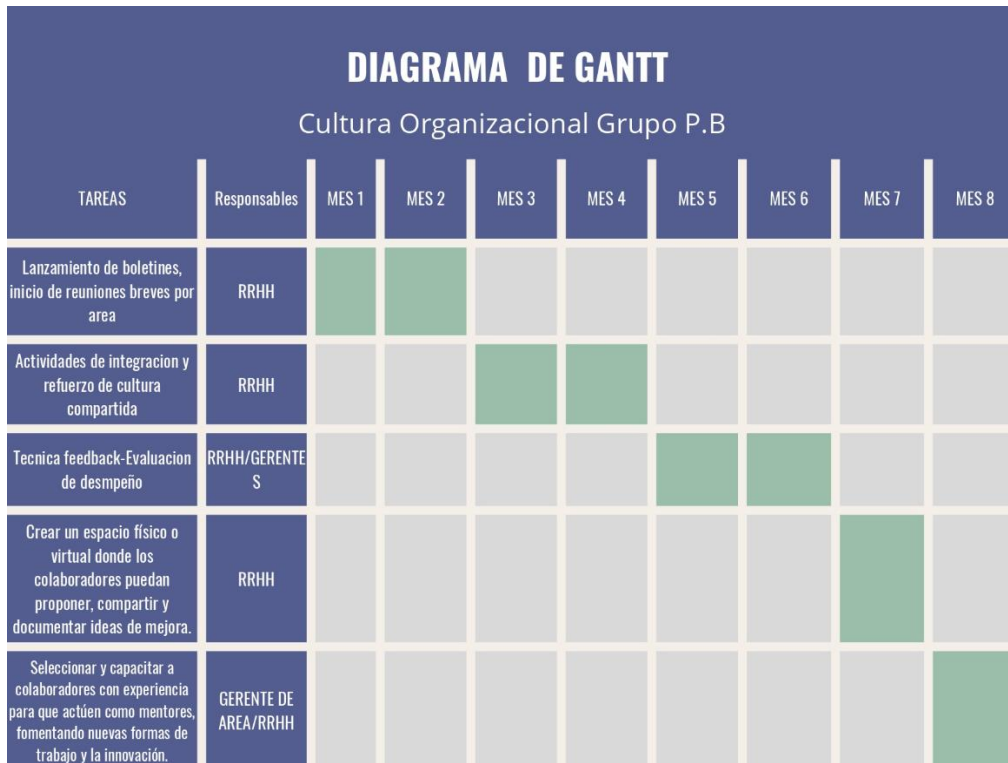 DIAGRAMA DE GANTT
Cultura Organizacional Grupo P.B
TAREAS
Responsables
MES 1
MES 2
MES 3
MES 4
MES 5
MES 6
MES 7
MES 8
Lanzamiento de boletines,
inicio de reuniones breves por
area
RRHH
Actividades de integracion y
refuerzo de cultura
compartida
RRHH
Tecnica feedback-Evaluacion
de desmpeño
RRHH/GERENTE
S
Crear un espacio físico o
virtual donde los
colaboradores puedan
proponer, compartir y
documentar ideas de mejora.
RRHH
Seleccionar y capacitar a
colaboradores con experiencia
para que actúen como mentores,
fomentando nuevas formas de
trabajo y la innovación.
GERENTE DE
AREA/RRHH